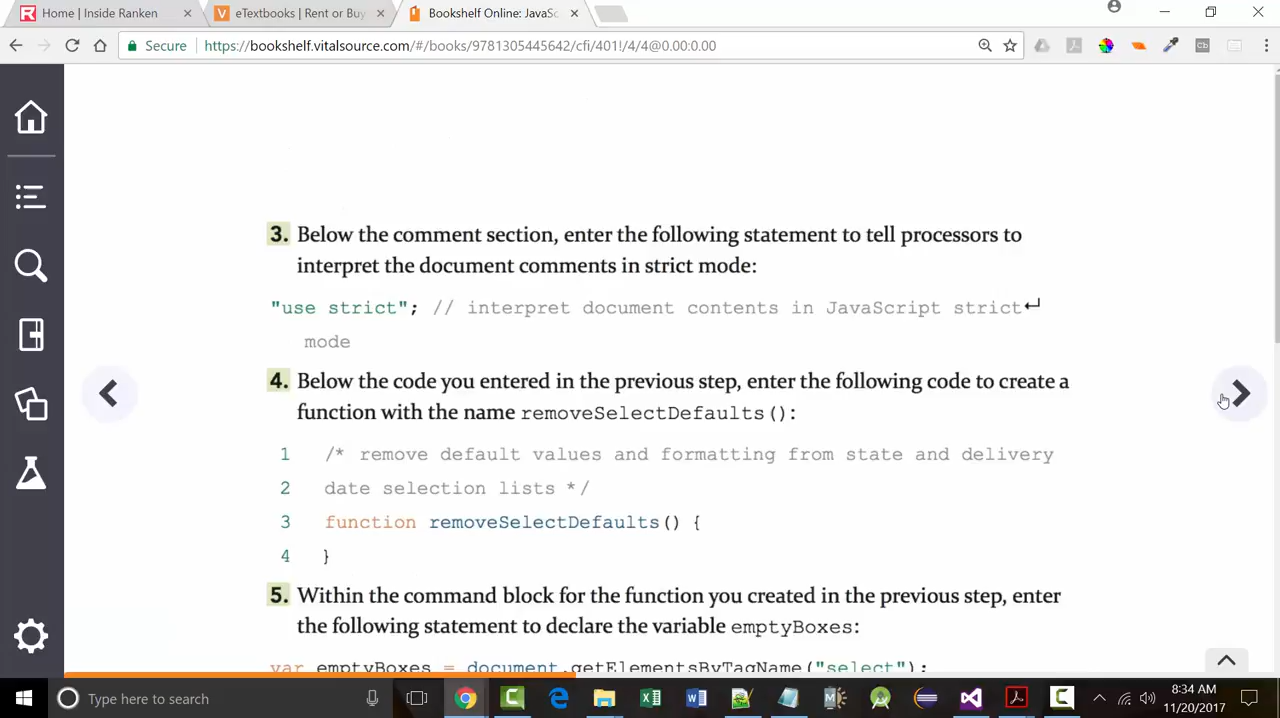 Home | Inside Ranken
eTextbooks | Rent or Buy
Bookshelf Online: JavaSc
Secure
https://bookshelf.vitalsource.com/#/books/9781305445642/cfi/401!/4/4@0.00:0.00
3. Below the comment section, enter the following statement to tell processors to
interpret the document comments in strict mode:
"use strict"; // interpret document contents in JavaScript strict↵
mode
4. Below the code you entered in the previous step, enter the following code to create a
function with the name removeSelectDefaults():
1 /* remove default values and formatting from state and delivery
2 date selection lists */
3 function removeSelectDefaults() {
4 }
5. Within the command block for the function you created in the previous step, enter
the following statement to declare the variable emptyBoxes:
var emptyBoxes = document.getElementsByTagName("select");
Type here to search
8:34 AM
11/20/2017